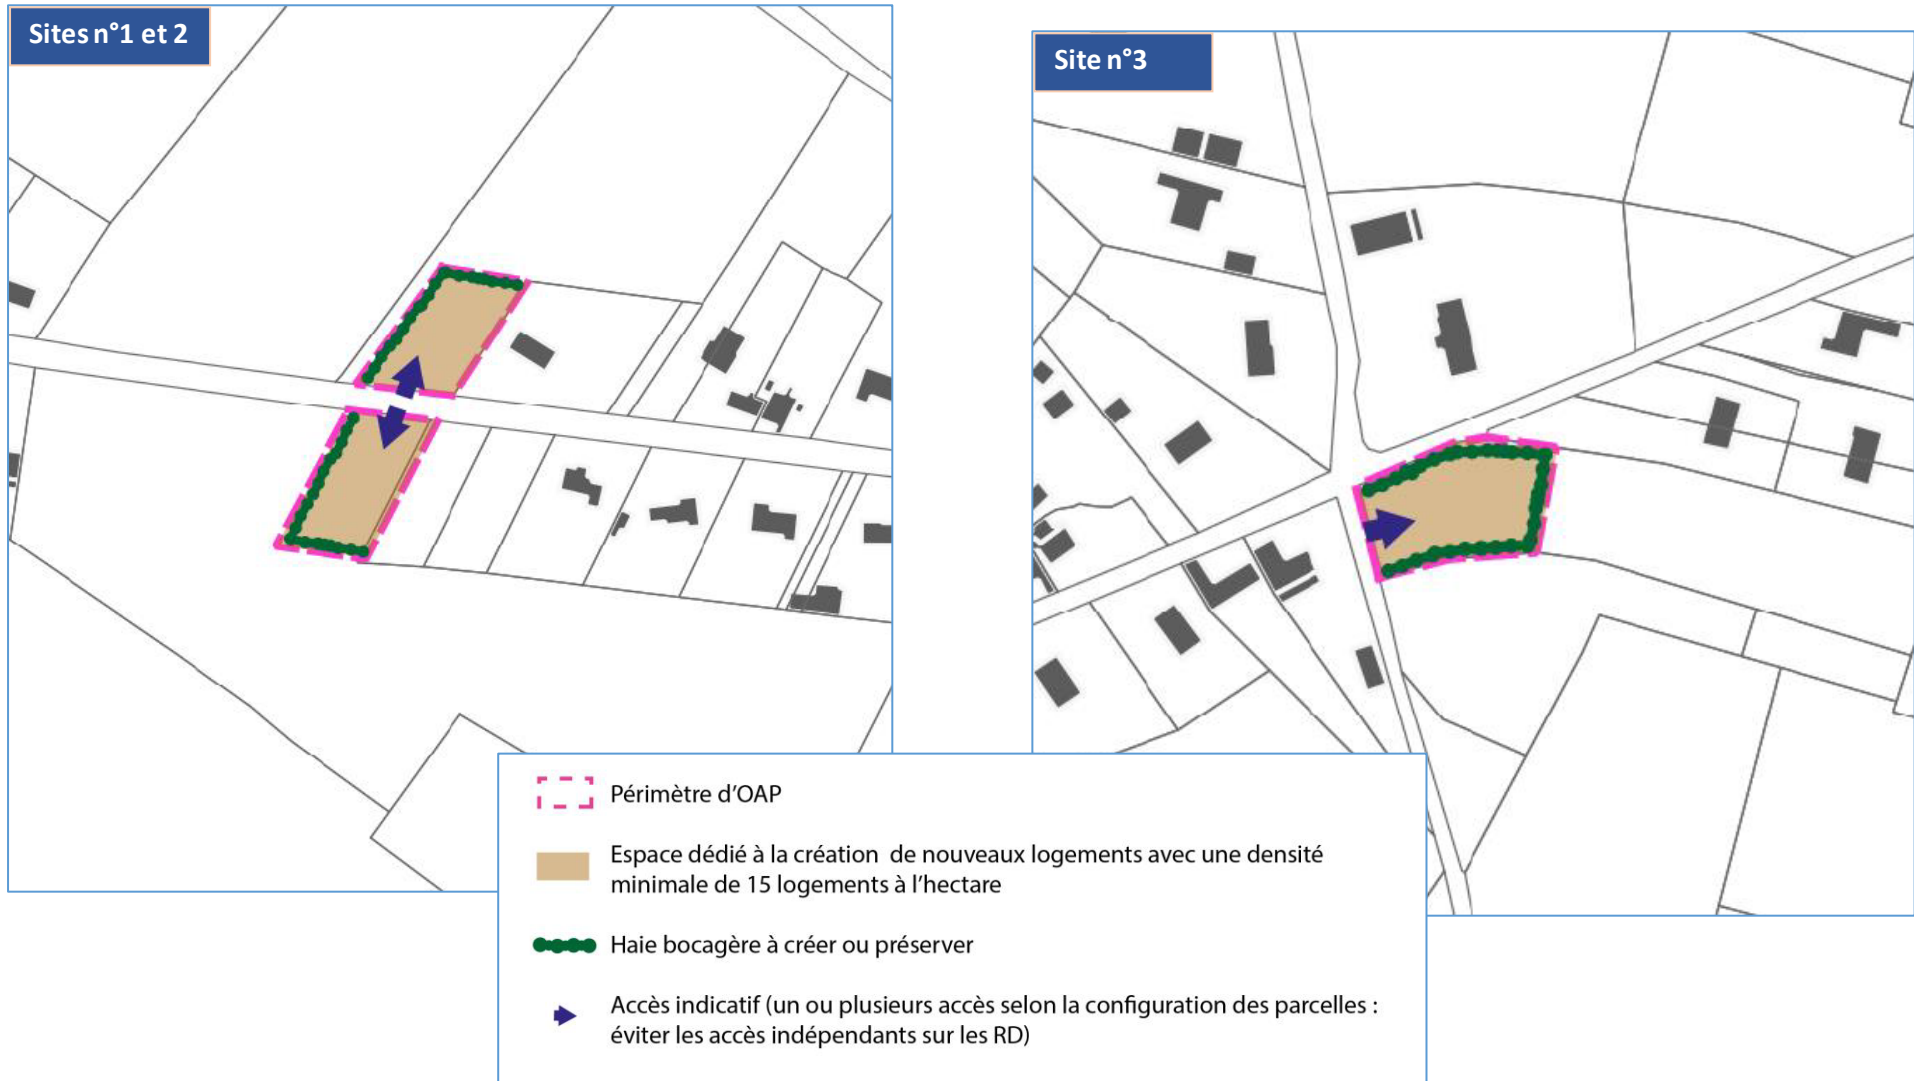 Sites n°1 et 2
Site n°3
Périmètre d'OAP
Espace dédié à la création  de nouveaux logements avec une densité
minimale de 15 logements à l'hectare
Haie bocagère à créer ou préserver
Accès indicatif (un ou plusieurs accès selon la configuration des parcelles :
éviter les accès indépendants sur les RD)